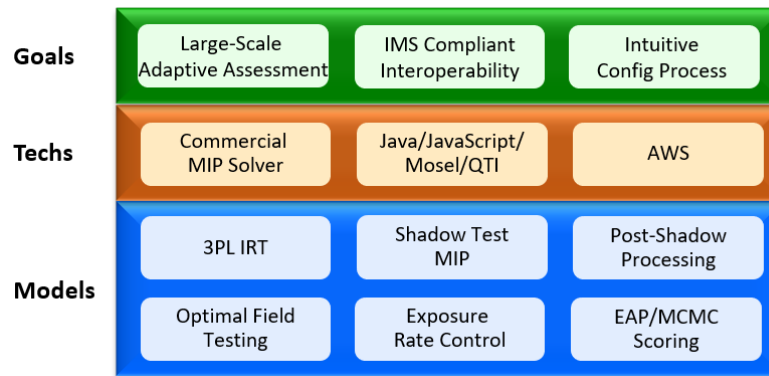 Goals
Large-Scale
Adaptive Assessment
IMS Compliant
Interoperability
Intuitive
Config Process
Techs
Commercial
MIP Solver
Java/JavaScript/
Mosel/QTI
AWS
Models
3PL IRT
Shadow Test
MIP
Post-Shadow
Processing
Optimal Field
Testing
Exposure
Rate Control
EAP/MCMC
Scoring